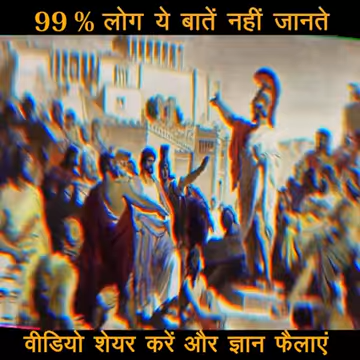 99 % लोग ये बातें नहीं जानते
वीडियो शेयर करें और ज्ञान फैलाएं